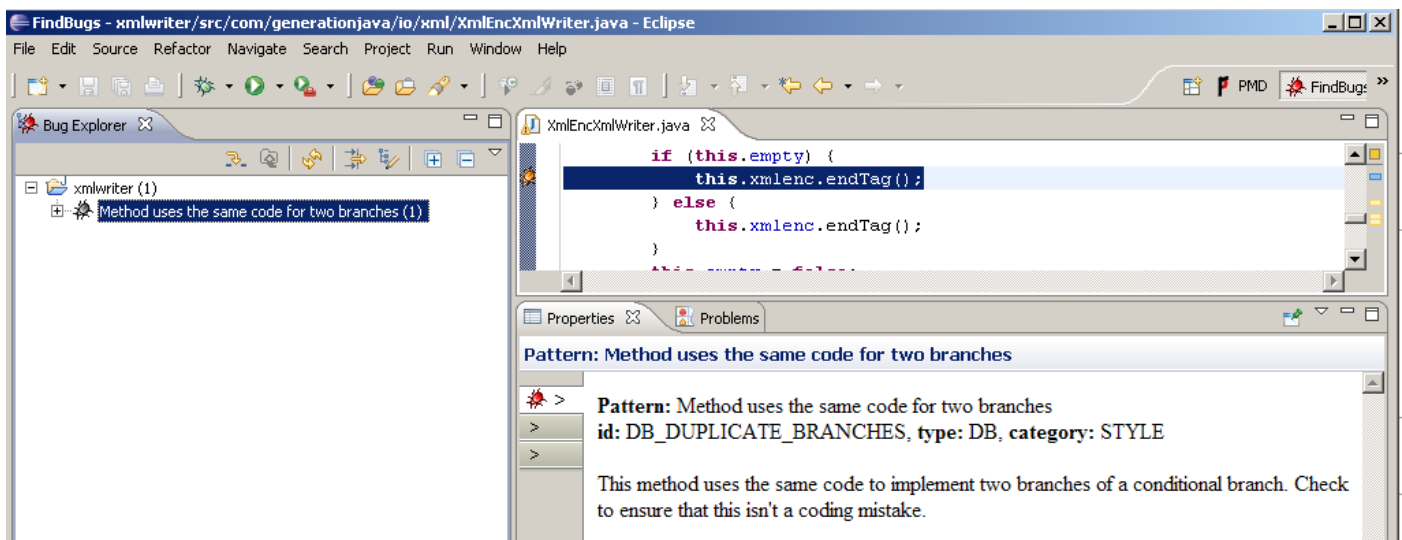 FindBugs - xmlwriter/src/com/generationjava/io/xml/XmlEncXmlWriter.java - Eclipse
File Edit Source Refactor Navigate Search Project Run Window Help
PMD FindBugs »
Bug Explorer
xmlwriter (1)
Method uses the same code for two branches (1)
XmlEncXmlWriter.java
if (this.empty) {
this.xmlenc.endTag();
} else {
this.xmlenc.endTag();
}
this.empty = false;
Properties Problems
Pattern: Method uses the same code for two branches
>
>
>
Pattern: Method uses the same code for two branches
id: DB_DUPLICATE_BRANCHES, type: DB, category: STYLE
This method uses the same code to implement two branches of a conditional branch. Check
to ensure that this isn't a coding mistake.